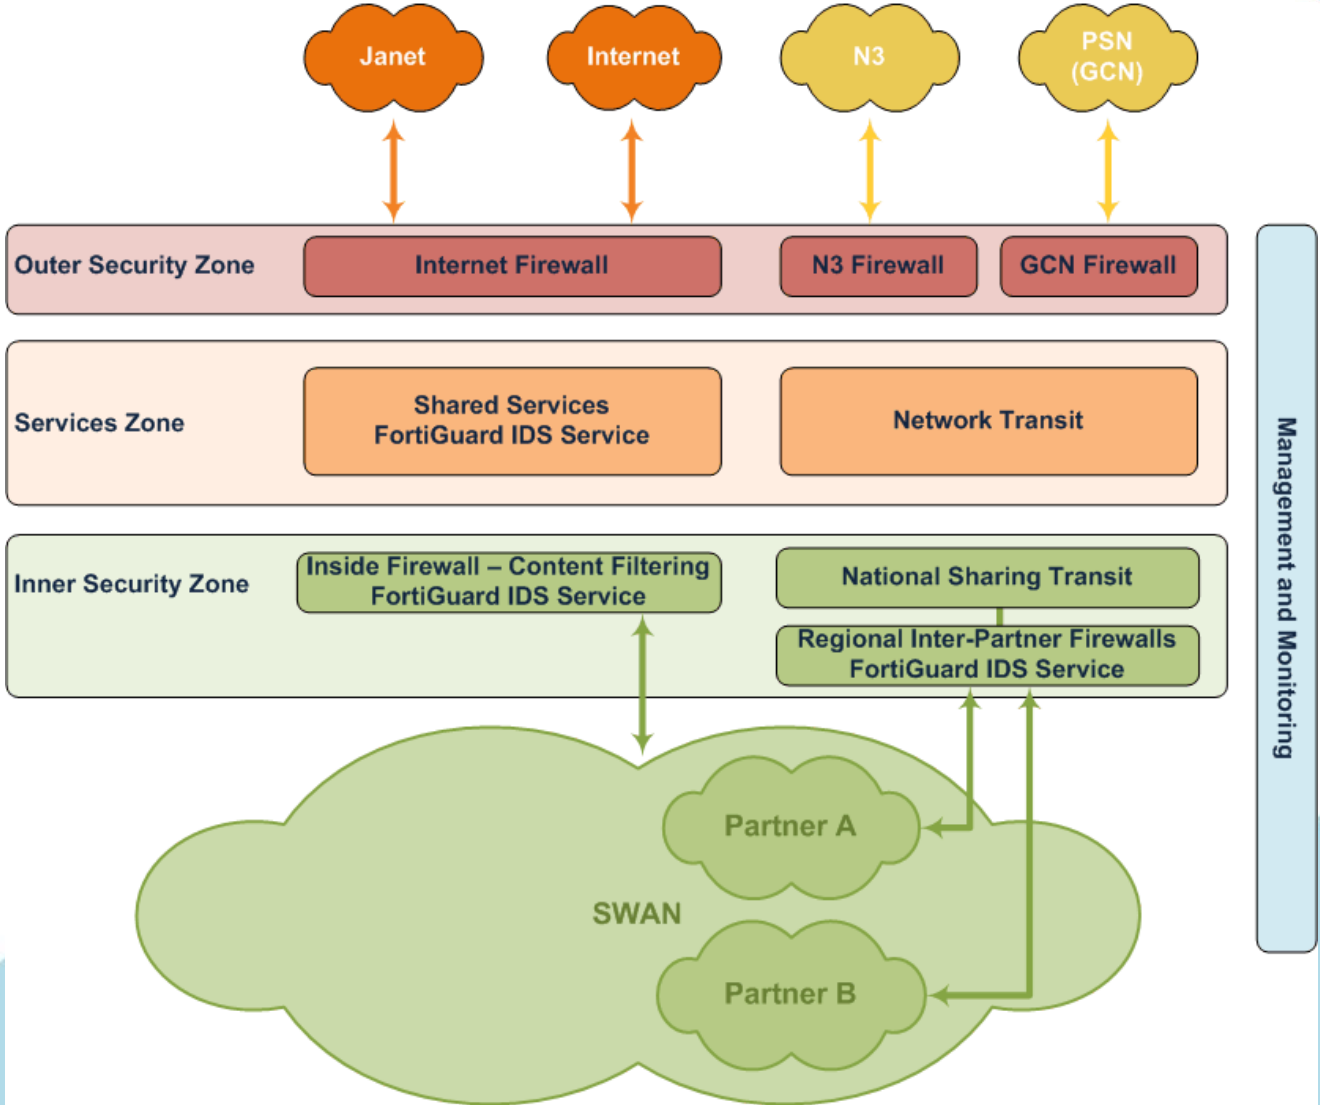 Janet
Internet
N3
PSN
(GCN)
Outer Security Zone
Internet Firewall
N3 Firewall
GCN Firewall
Services Zone
Shared Services
FortiGuard IDS Service
Network Transit
Inner Security Zone
Inside Firewall – Content Filtering
FortiGuard IDS Service
National Sharing Transit
Regional Inter-Partner Firewalls
FortiGuard IDS Service
Management and Monitoring
Partner A
SWAN
Partner B